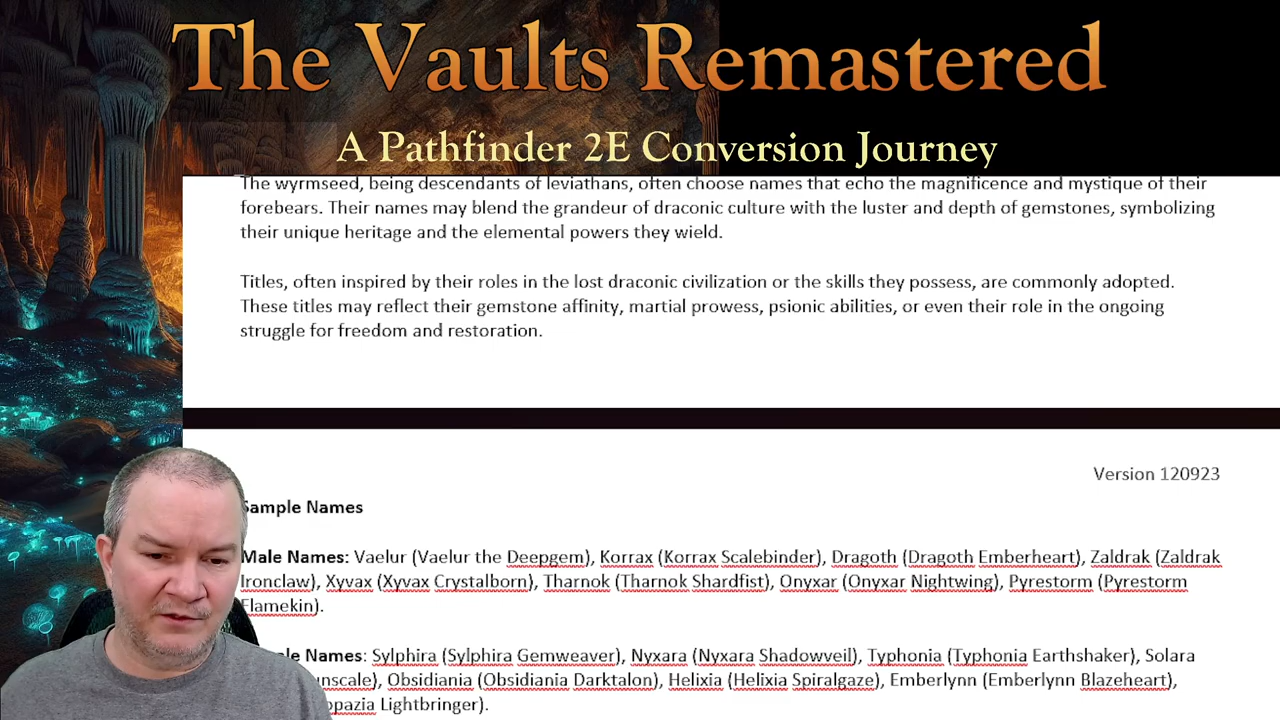 The Vaults Remastered
A Pathfinder 2E Conversion Journey
The wyrmseed, being descendants of leviathans, often choose names that echo the magnificence and mystique of their
forebears. Their names may blend the grandeur of draconic culture with the luster and depth of gemstones, symbolizing
their unique heritage and the elemental powers they wield.
Titles, often inspired by their roles in the lost draconic civilization or the skills they possess, are commonly adopted.
These titles may reflect their gemstone affinity, martial prowess, psionic abilities, or even their role in the ongoing
struggle for freedom and restoration.
Version 120923
Sample Names
Male Names: Vaelur (Vaelur the Deepgem), Korrax (Korrax Scalebinder), Dragoth (Dragoth Emberheart), Zaldrak (Zaldrak
Ironclaw), Xyvax (Xyvax Crystalborn), Tharnok (Tharnok Shardfist), Onyxar (Onyxar Nightwing), Pyrestorm (Pyrestorm
Flamekin).
Names: Sylphira (Sylphira Gemweaver), Nyxara (Nyxara Shadowveil), Typhonia (Typhonia Earthshaker), Solara
Obsidiania (Obsidiania Darktalon), Helixia (Helixia Spiralgaze), Emberlynn (Emberlynn Blazeheart),
Lightbringer).